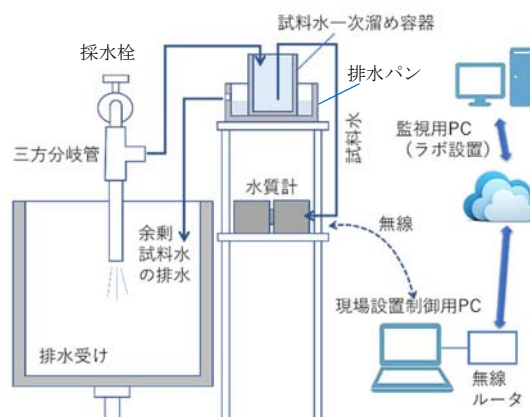 試料水一次溜め容器
採水栓
排水パン
三方分岐管
試料水
監視用PC
（ラボ設置）
水質計
余剰
試料水
の排水
無線
現場設置制御用PC
排水受け
無線
ルータ